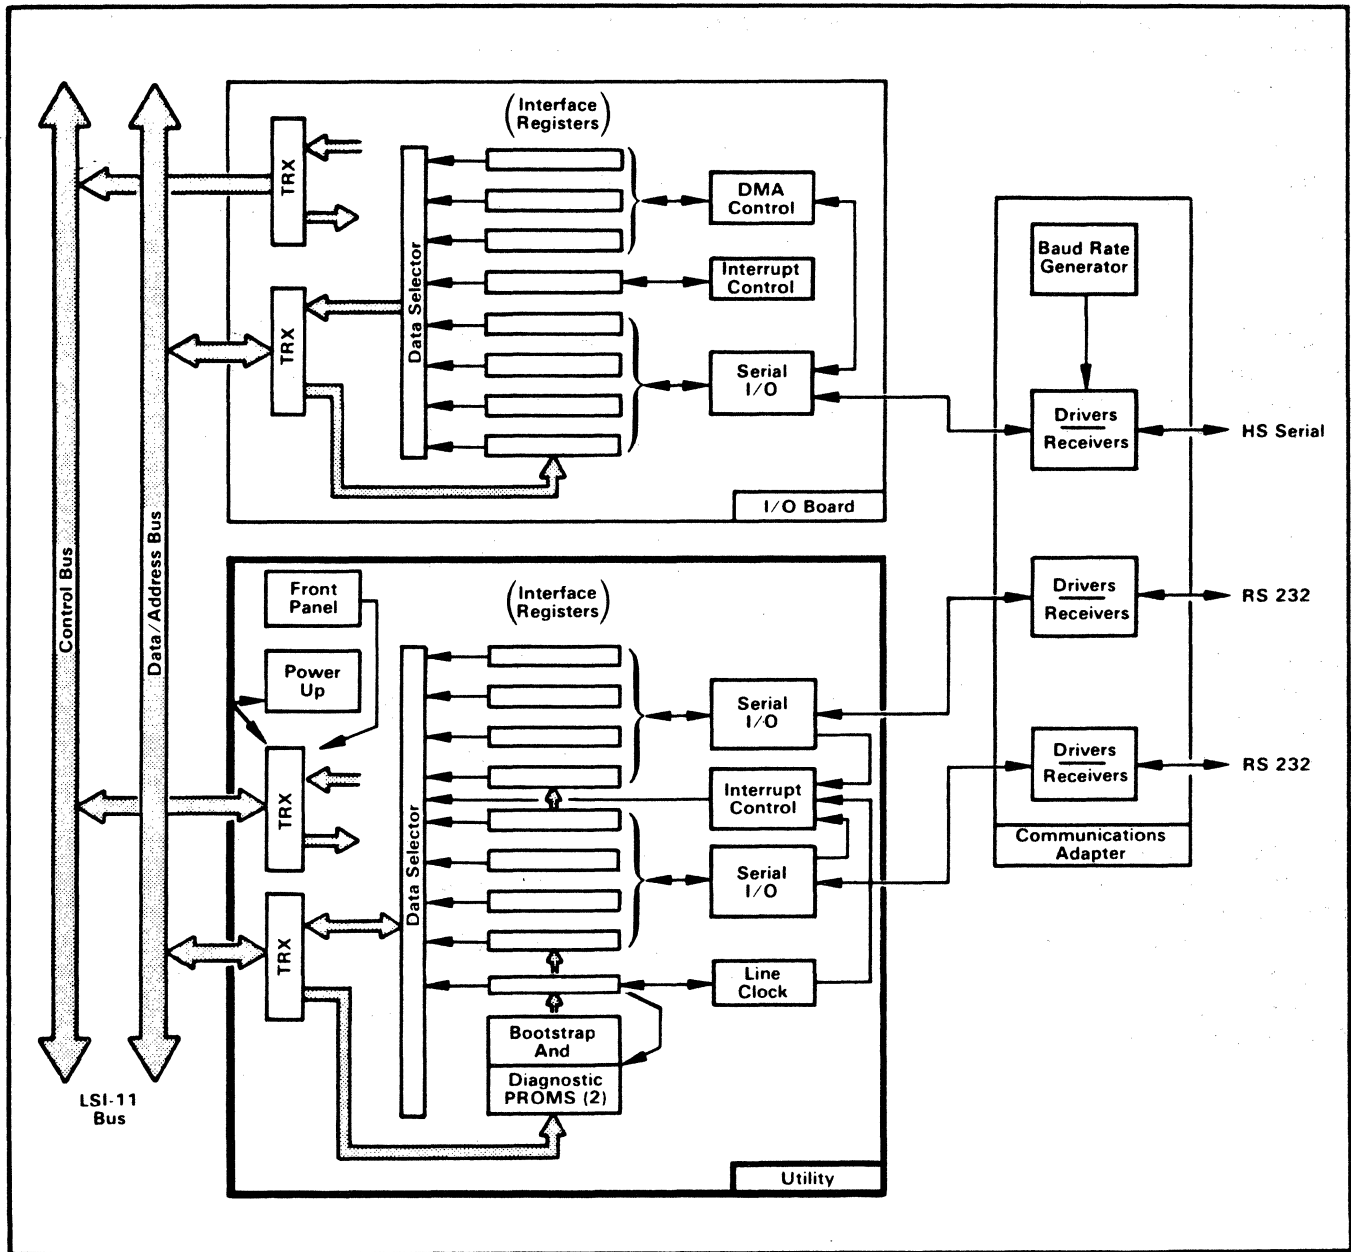 (Interface
Registers)
TRX
DMA
Control
Interrupt
Control
TRX
Data Selector
Serial
I/O
I/O Board
Baud Rate
Generator
Drivers
Receivers
HS Serial
Drivers
Receivers
RS 232
Drivers
Receivers
RS 232
Communications
Adapter
Control Bus
Data/Address Bus
LSI-11
Bus
Front
Panel
Power
Up
(Interface
Registers)
TRX
TRX
Data Selector
Serial
I/O
Interrupt
Control
Serial
I/O
Line
Clock
Bootstrap
And
Diagnostic
PROMS (2)
Utility